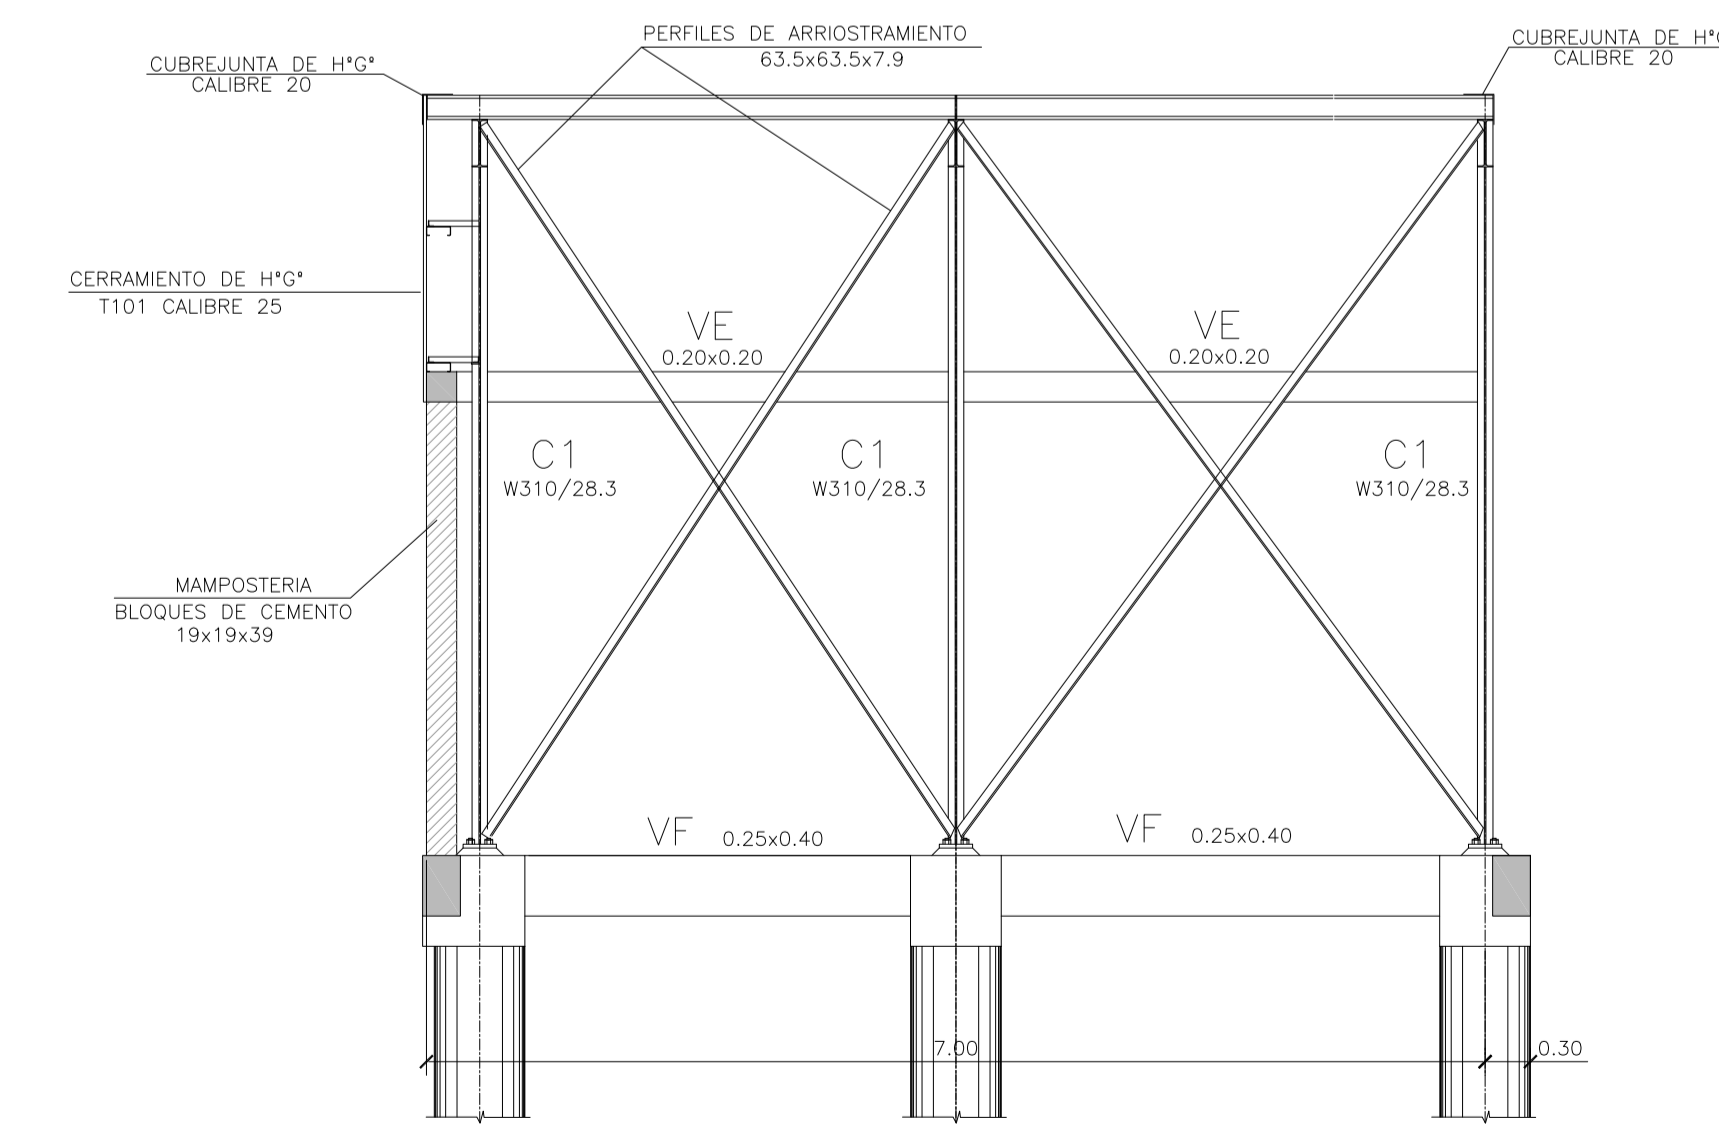 PERFILES DE ARRIOSTRAMIENTO
63.5x63.5x7.9
CUBREJUNTA DE H°G°
CALIBRE 20
CUBREJUNTA DE H°G
CALIBRE 20
CERRAMIENTO DE H°G°
T101 CALIBRE 25
VE
0.20x0.20
VE
0.20x0.20
C1
W310/28.3
C1
W310/28.3
C1
W310/28.3
MAMPOSTERIA
BLOQUES DE CEMENTO
19x19x39
VF 0.25x0.40
VF 0.25x0.40
7.00
0.30